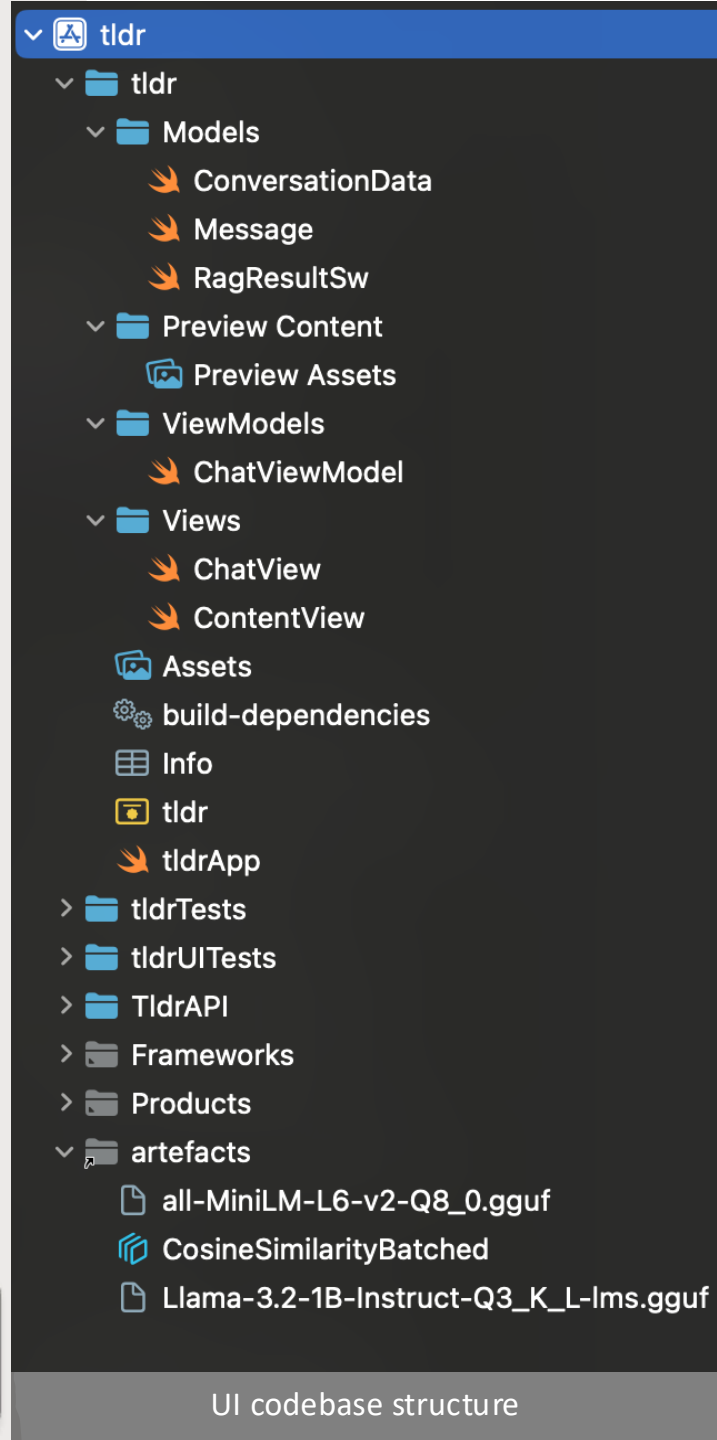 tldr
tldr
Models
ConversationData
Message
RagResultSw
Preview Content
Preview Assets
ViewModels
ChatViewModel
Views
ChatView
ContentView
Assets
build-dependencies
Info
tldr
tldrApp
tldrTests
tldrUITests
TldrAPI
Frameworks
Products
artefacts
all-MiniLM-L6-v2-Q8_0.gguf
CosineSimilarityBatched
Llama-3.2-1B-Instruct-Q3_K_L-lms.gguf
UI codebase structure